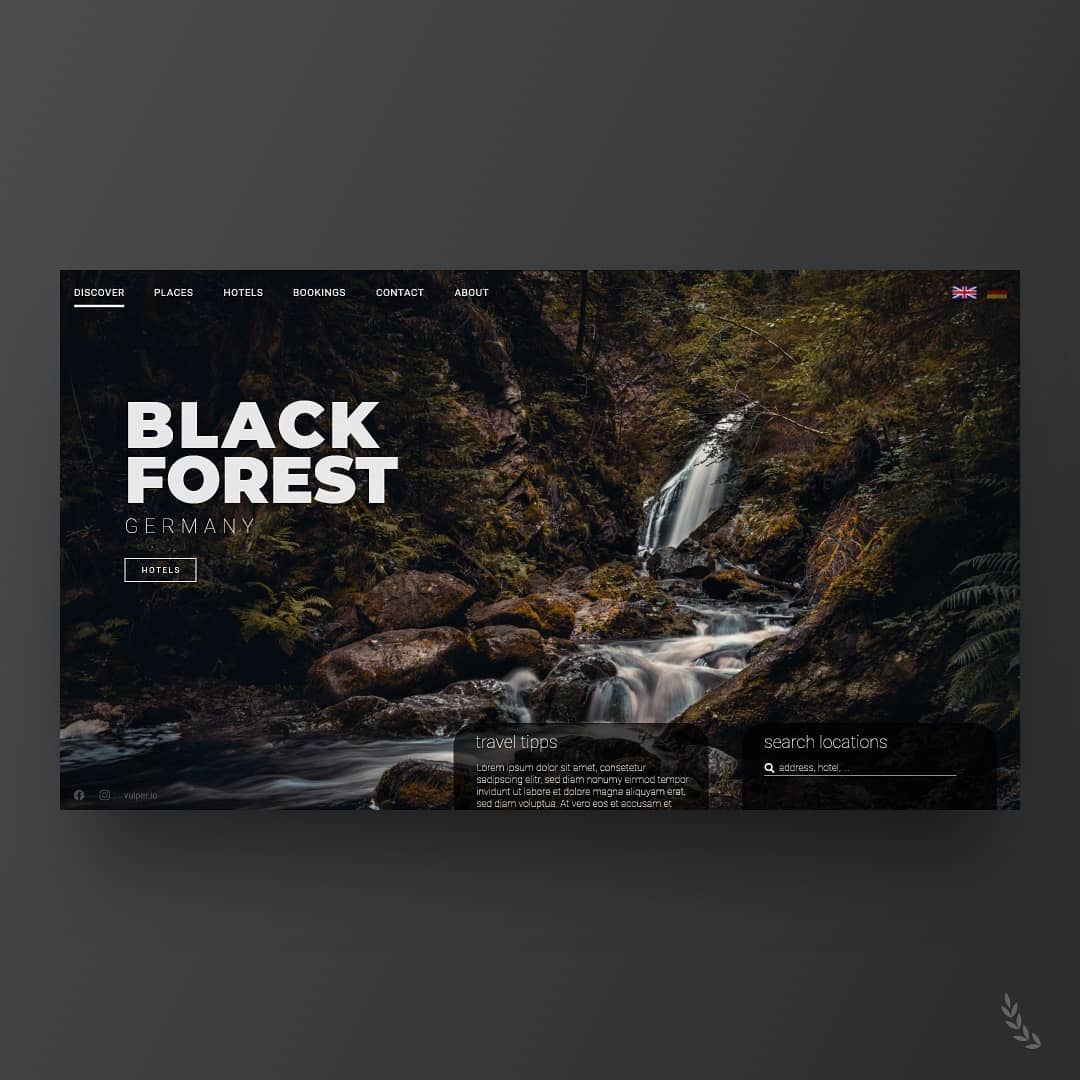 DISCOVER PLACES HOTELS BOOKINGS CONTACT ABOUT
BLACK
FOREST
GERMANY
HOTELS
travel tipps
Lorem ipsum dolor sit amet, consetetur
sadipscing elitr, sed diam nonumy eirmod tempor
invidunt ut labore et dolore magna aliquyam erat,
sed diam voluptua. At vero eos et accusam et
search locations
address, hotel, ...
vulper.io